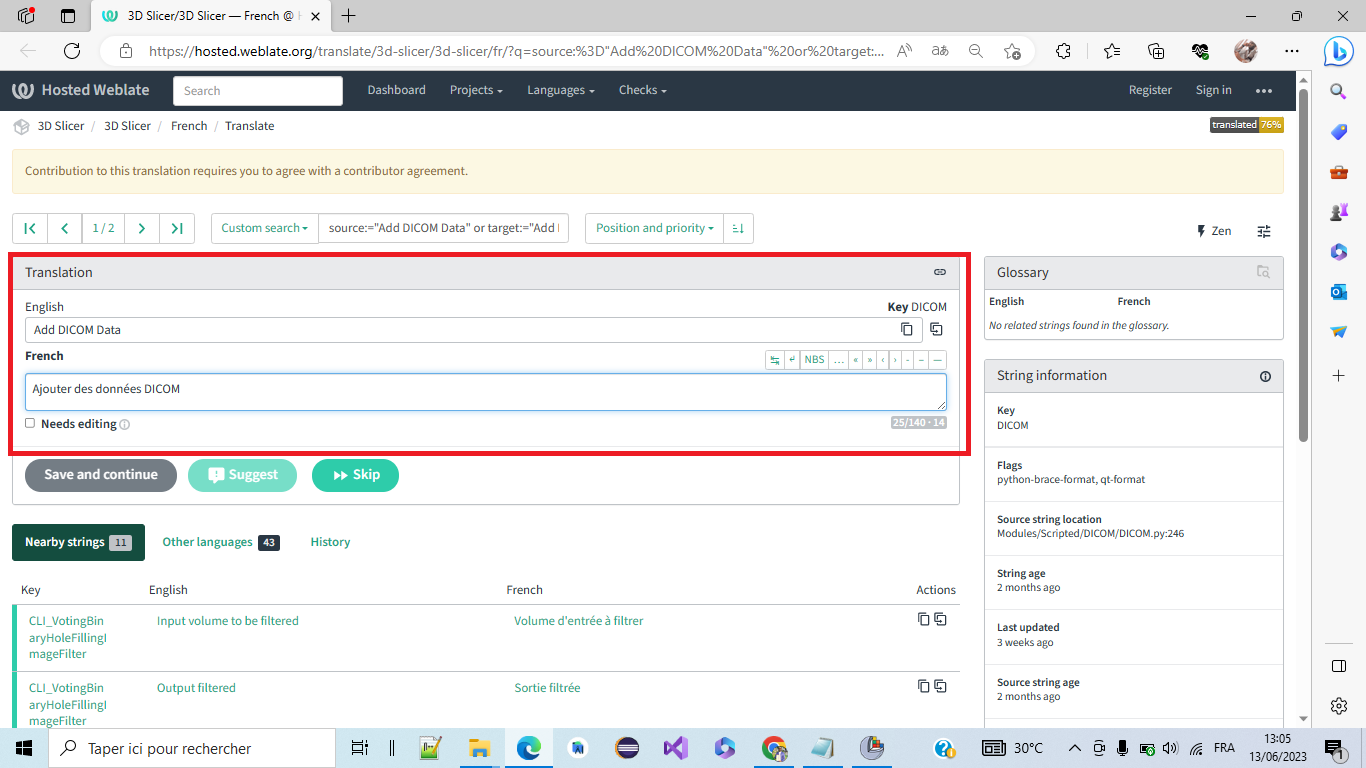 3D Slicer/3D Slicer — French @ H
https://hosted.weblate.org/translate/3d-slicer/3d-slicer/fr/?q=source:%3D"Add%20DICOM%20Data"%20or%20target:...
Hosted Weblate
Search
Dashboard
Projects
Languages
Checks
Register
Sign in
3D Slicer / 3D Slicer / French / Translate
translated 76%
Contribution to this translation requires you to agree with a contributor agreement.
1 / 2
Custom search
source:="Add DICOM Data" or target:="Add
Position and priority
Zen
Translation
English
Key DICOM
Add DICOM Data
French
NBS … « » ‹ › - – —
Ajouter des données DICOM
Needs editing
25/140 · 14
Save and continue
Suggest
Skip
Glossary
English French
No related strings found in the glossary.
String information
Key
DICOM
Flags
python-brace-format, qt-format
Source string location
Modules/Scripted/DICOM/DICOM.py:246
String age
2 months ago
Last updated
3 weeks ago
Source string age
2 months ago
Nearby strings 11
Other languages 43
History
Key English French Actions
CLI_VotingBin
aryHoleFillingI
mageFilter
Input volume to be filtered
Volume d'entrée à filtrer
CLI_VotingBin
aryHoleFillingI
mageFilter
Output filtered
Sortie filtrée
Taper ici pour rechercher
30°C
FRA
13:05
13/06/2023
1